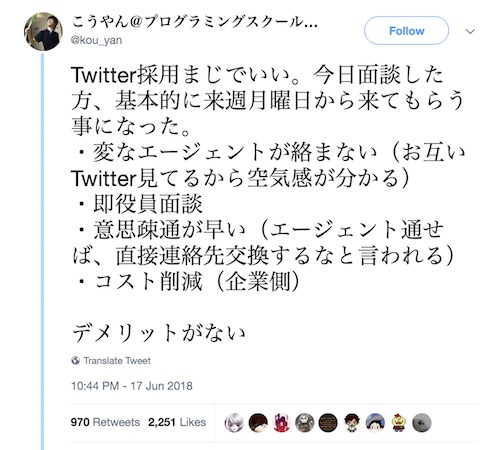 こうやん@プログラミングスクール...
@kou_yan
Follow
Twitter採用まじでいい。今日面談した
方、基本的に来週月曜日から来てもらう
事になった。
・変なエージェントが絡まない（お互い
Twitter見てるから空気感が分かる）
・即役員面談
・意思疎通が早い（エージェント通せ
ば、直接連絡先交換するなと言われる）
・コスト削減（企業側）
デメリットがない
Translate Tweet
10:44 PM - 17 Jun 2018
970 Retweets 2,251 Likes